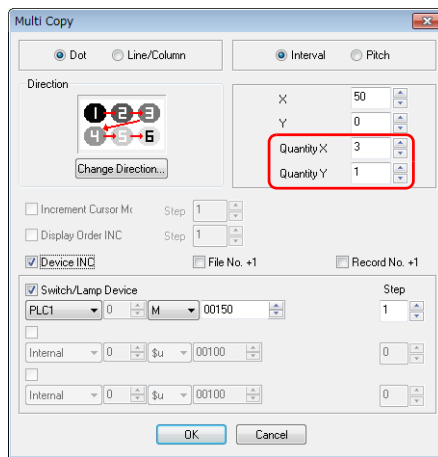 Multi Copy
Dot Line/Column Interval Pitch
Direction
1 2 3
4 5 6
Change Direction...
X 50
Y 0
Quantity X 3
Quantity Y 1
Increment Cursor Mc Step 1
Display Order INC Step 1
Device INC File No. +1 Record No. +1
Switch/Lamp Device Step
PLC1 0 M 00150 1
Internal 0 $u 00100 0
Internal 0 $u 00100 0
OK Cancel